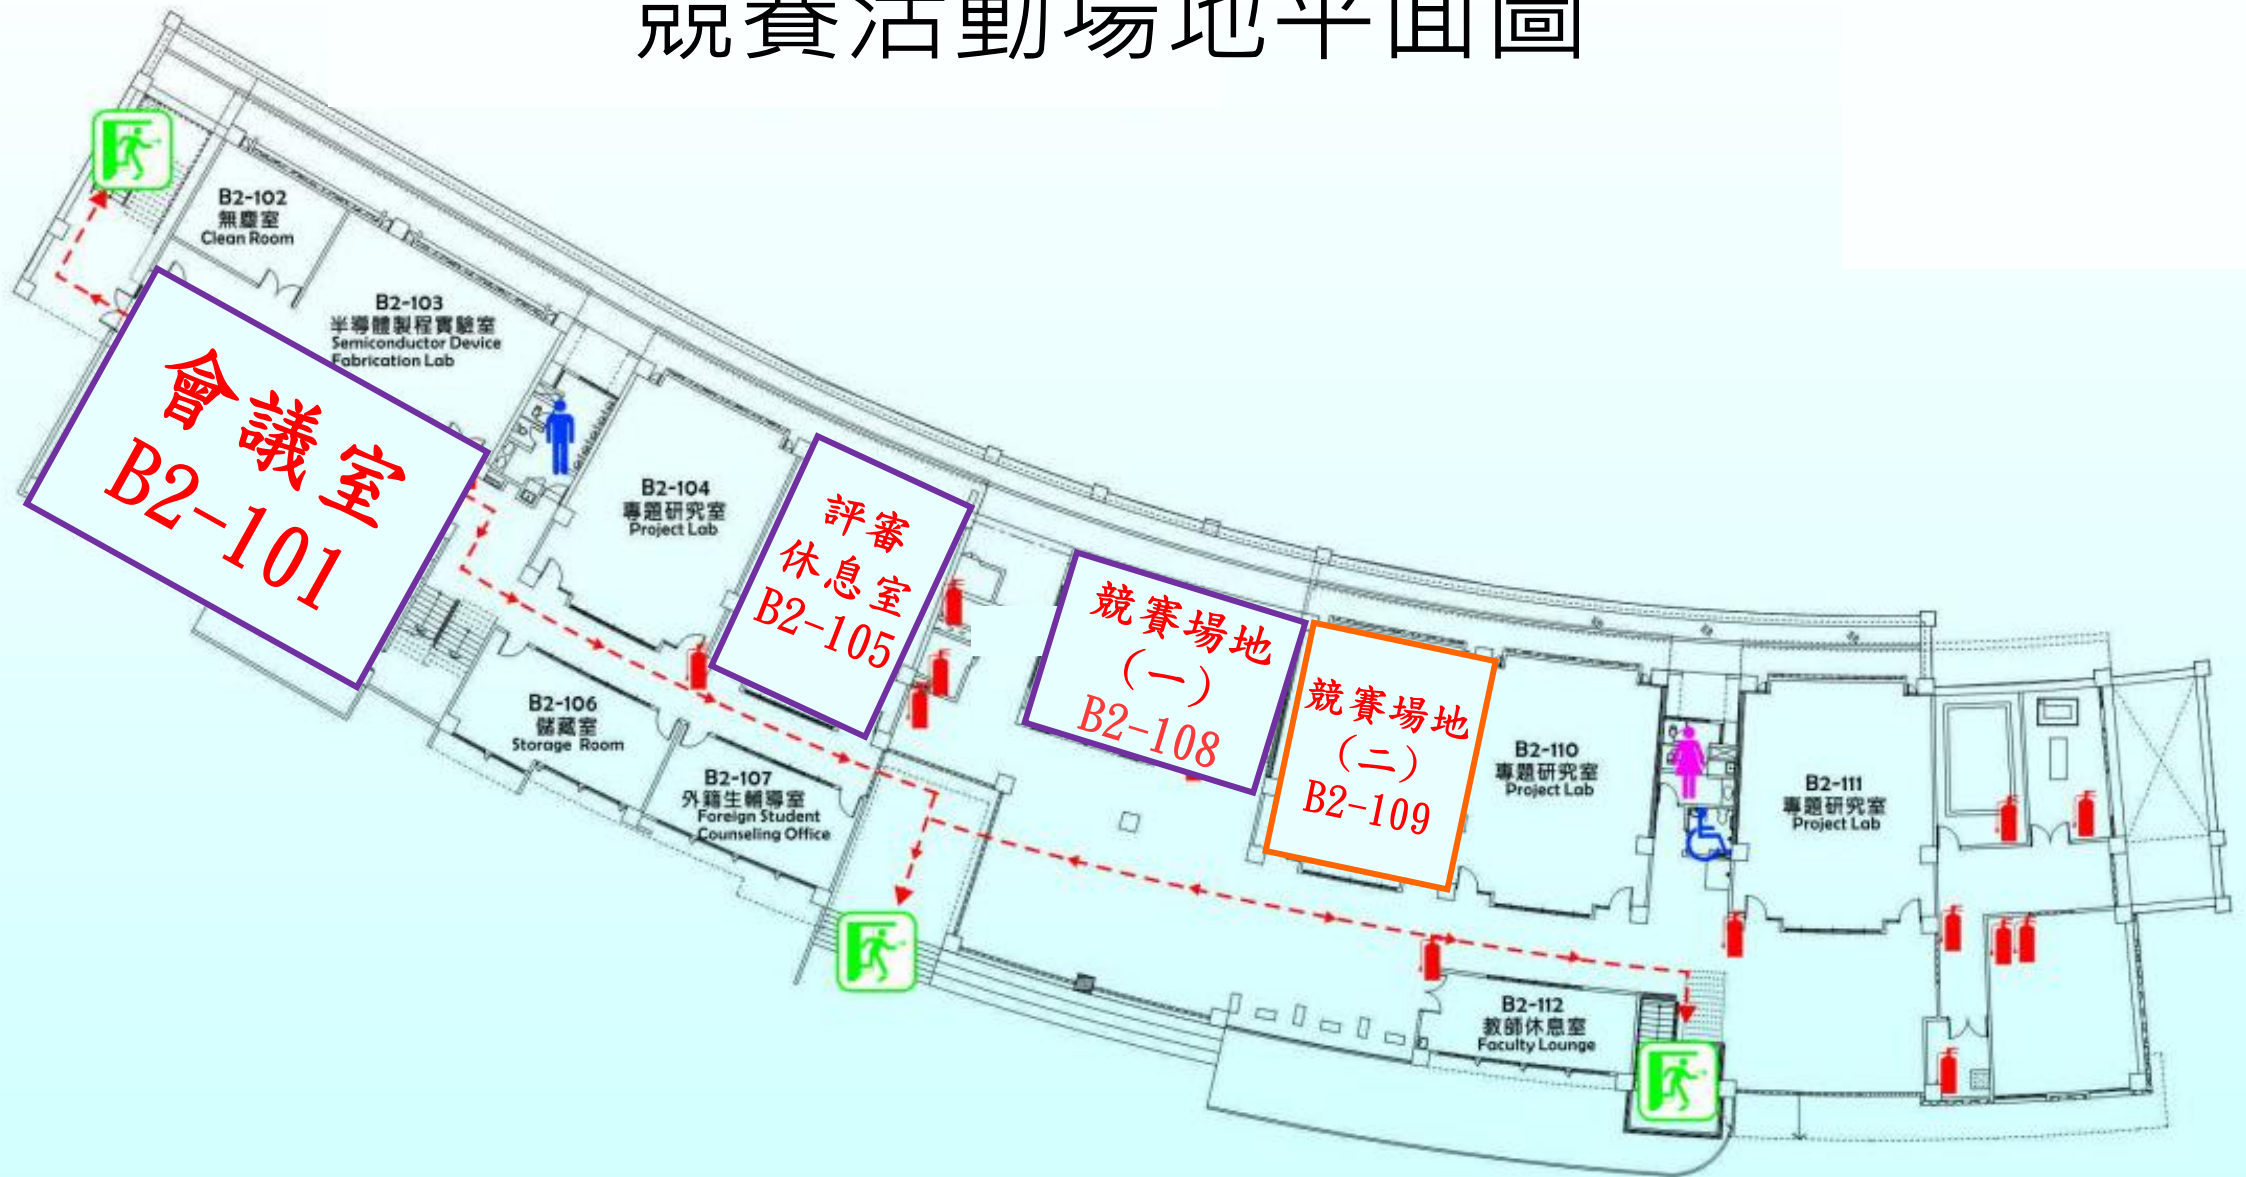 競賽活動場地平面圖
B2-102
無塵室
Clean Room
B2-103
半導體製程實驗室
Semiconductor Device
Fabrication Lab
會議室
B2-101
B2-104
專題研究室
Project Lab
評審
休息室
B2-105
B2-106
儲藏室
Storage Room
B2-107
外籍生輔導室
Foreign Student
Counseling Office
競賽場地
(一)
B2-108
競賽場地
(二)
B2-109
B2-110
專題研究室
Project Lab
B2-111
專題研究室
Project Lab
B2-112
教師休息室
Faculty Lounge